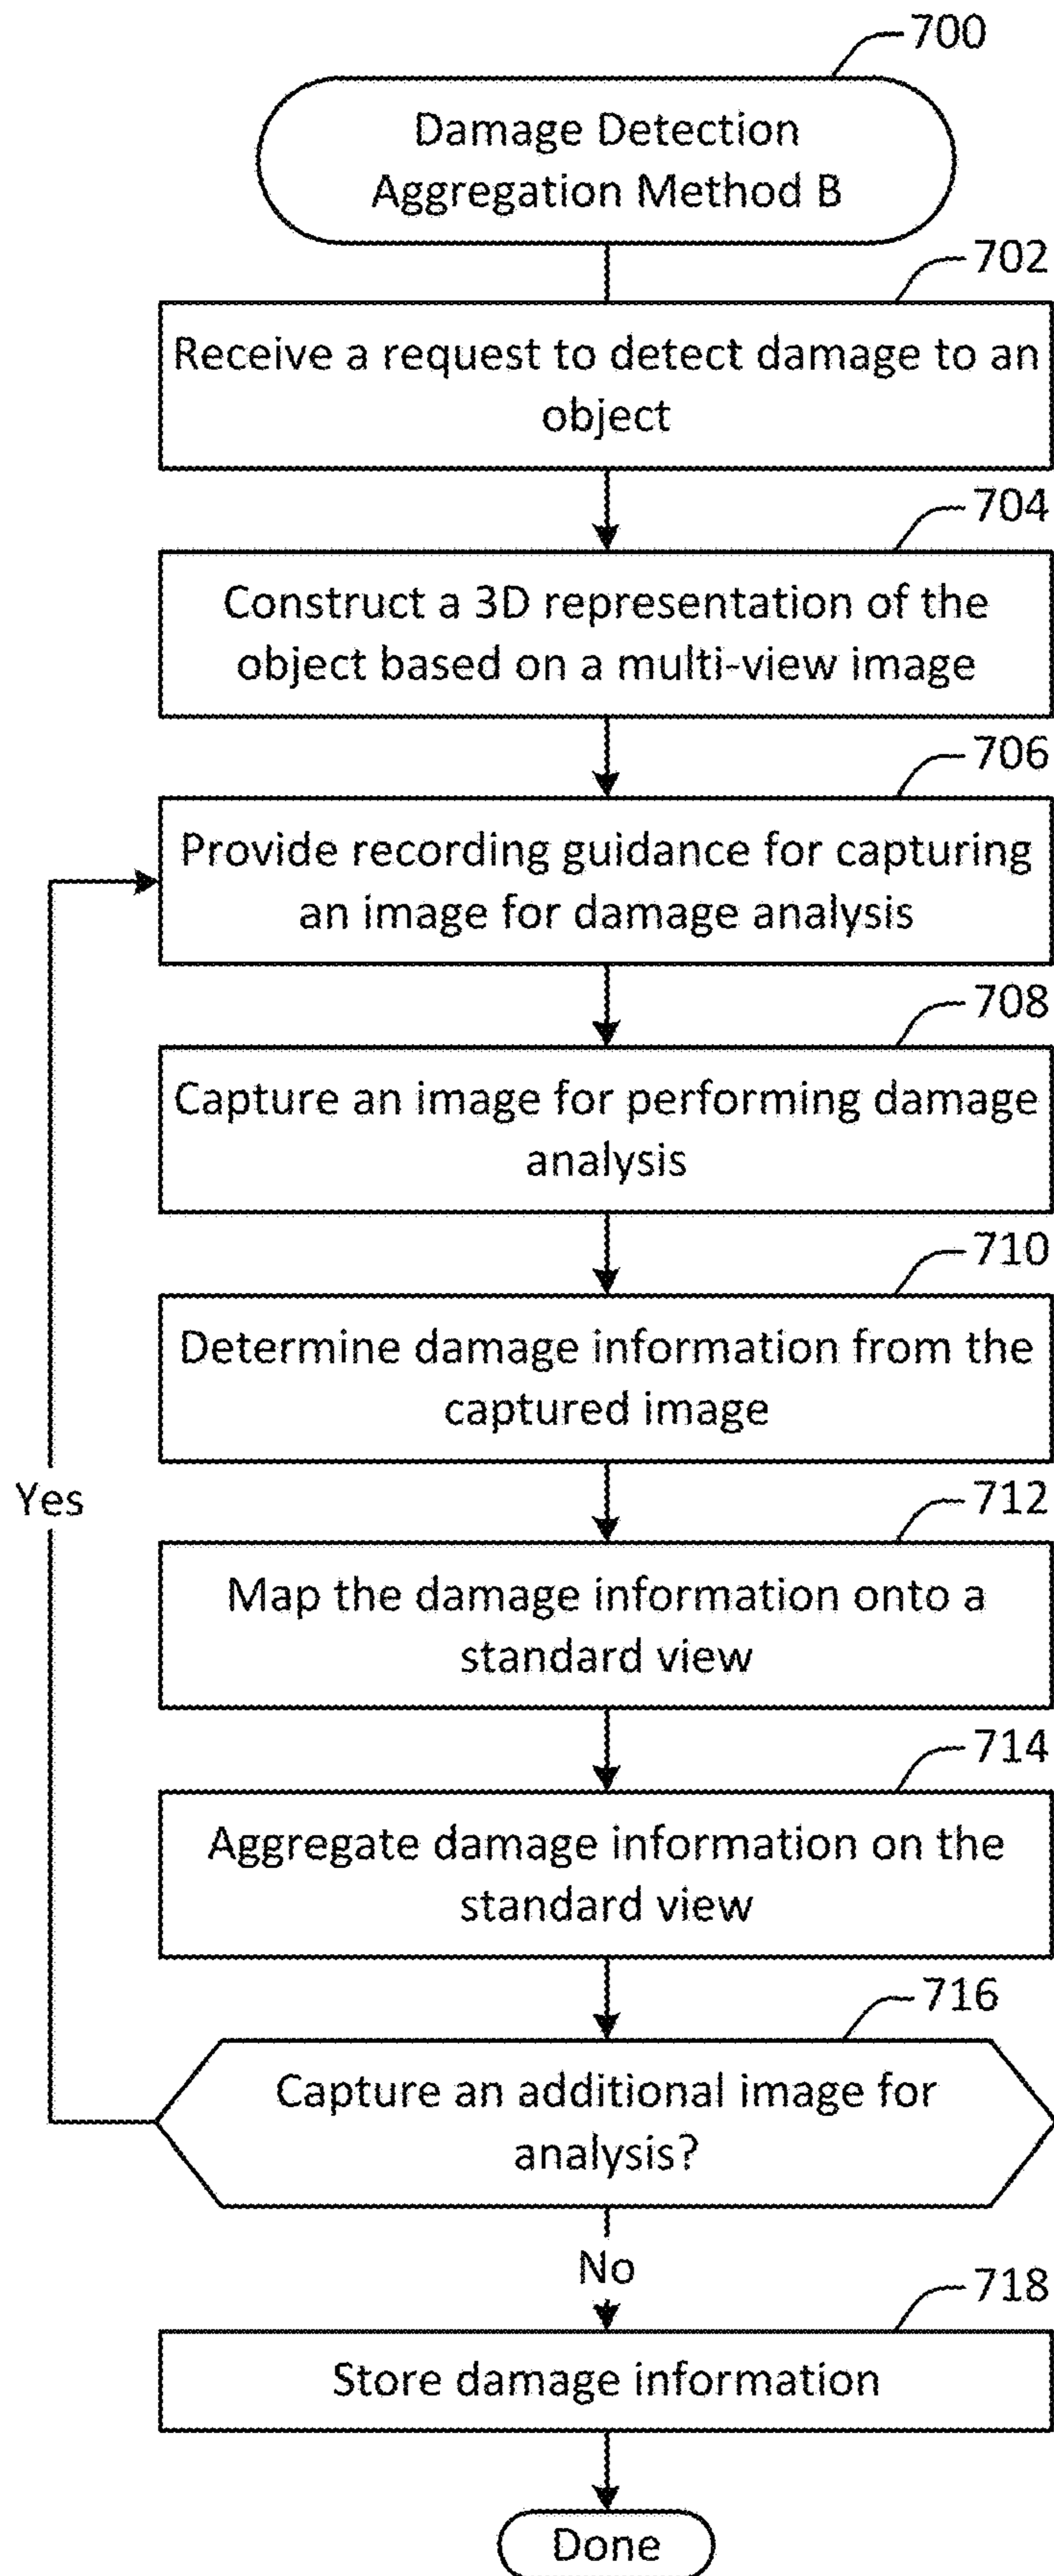 700
Damage Detection
Aggregation Method B
702
Receive a request to detect damage to an
object
704
Construct a 3D representation of the
object based on a multi-view image
706
Provide recording guidance for capturing
an image for damage analysis
708
Capture an image for performing damage
analysis
710
Determine damage information from the
captured image
Yes
712
Map the damage information onto a
standard view
714
Aggregate damage information on the
standard view
716
Capture an additional image for
analysis?
No
718
Store damage information
Done